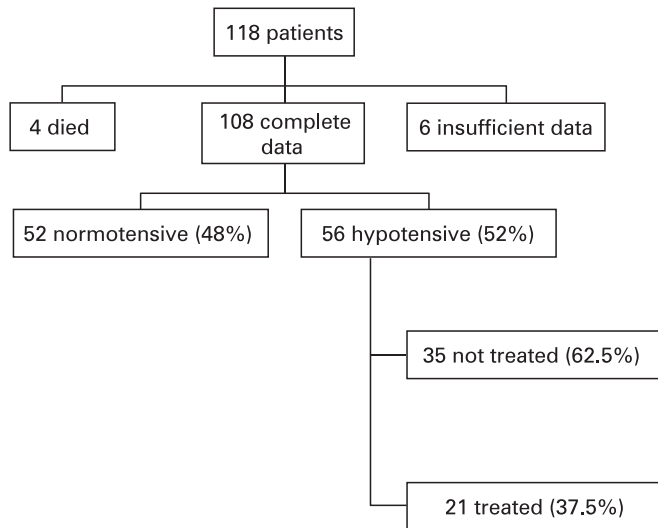 118 patients
4 died
108 complete
data
6 insufficient data
52 normotensive (48%)
56 hypotensive (52%)
35 not treated (62.5%)
21 treated (37.5%)